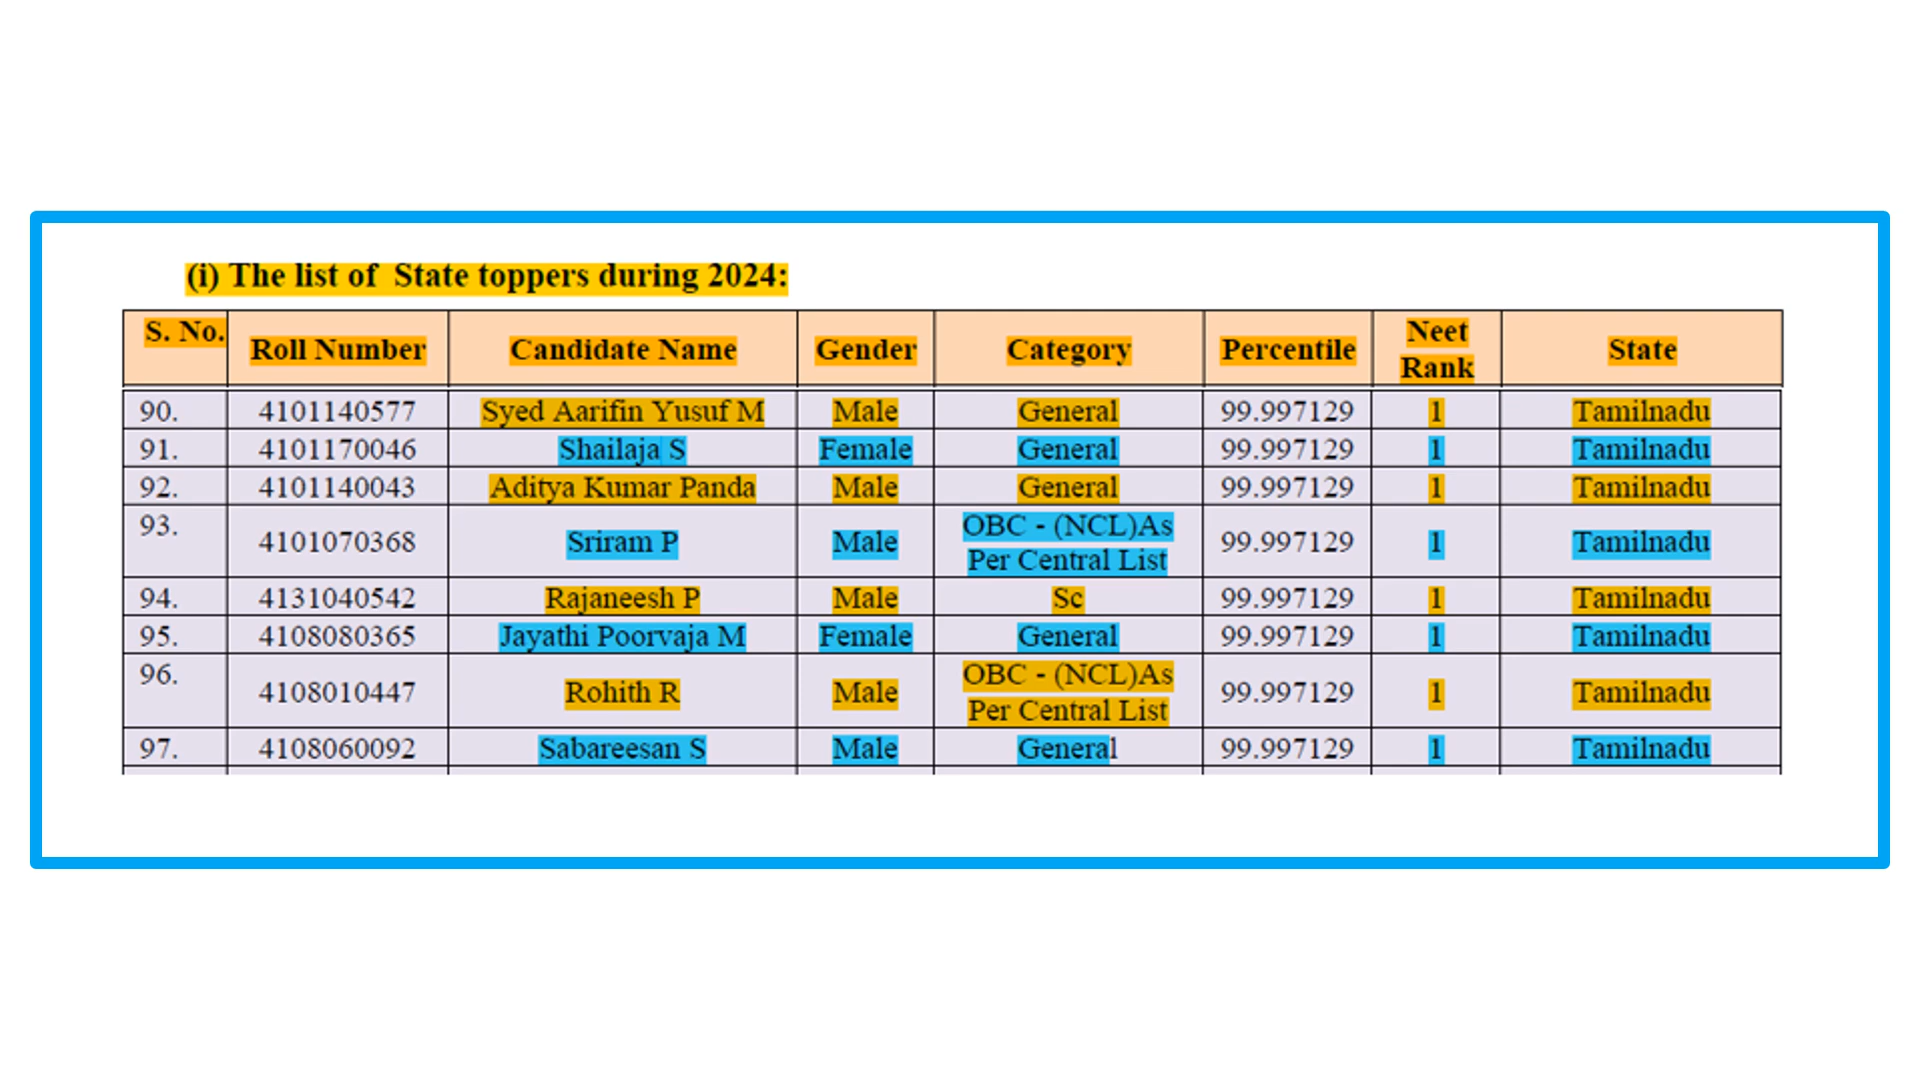 (i) The list of State toppers during 2024:
S. No. Roll Number Candidate Name Gender Category Percentile Neet Rank State
90. 4101140577 Syed Aarifin Yusuf M Male General 99.997129 1 Tamilnadu
91. 4101170046 Shailaja S Female General 99.997129 1 Tamilnadu
92. 4101140043 Aditya Kumar Panda Male General 99.997129 1 Tamilnadu
93. 4101070368 Sriram P Male OBC - (NCL)As Per Central List 99.997129 1 Tamilnadu
94. 4131040542 Rajaneesh P Male Sc 99.997129 1 Tamilnadu
95. 4108080365 Jayathi Poorvaja M Female General 99.997129 1 Tamilnadu
96. 4108010447 Rohith R Male OBC - (NCL)As Per Central List 99.997129 1 Tamilnadu
97. 4108060092 Sabareesan S Male General 99.997129 1 Tamilnadu